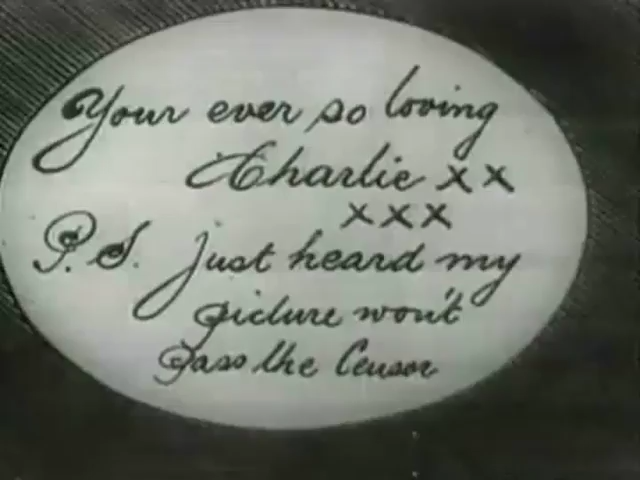 Your ever so loving
Charlie xx
xxx
P.S. just heard my
picture won't
pass the Censor